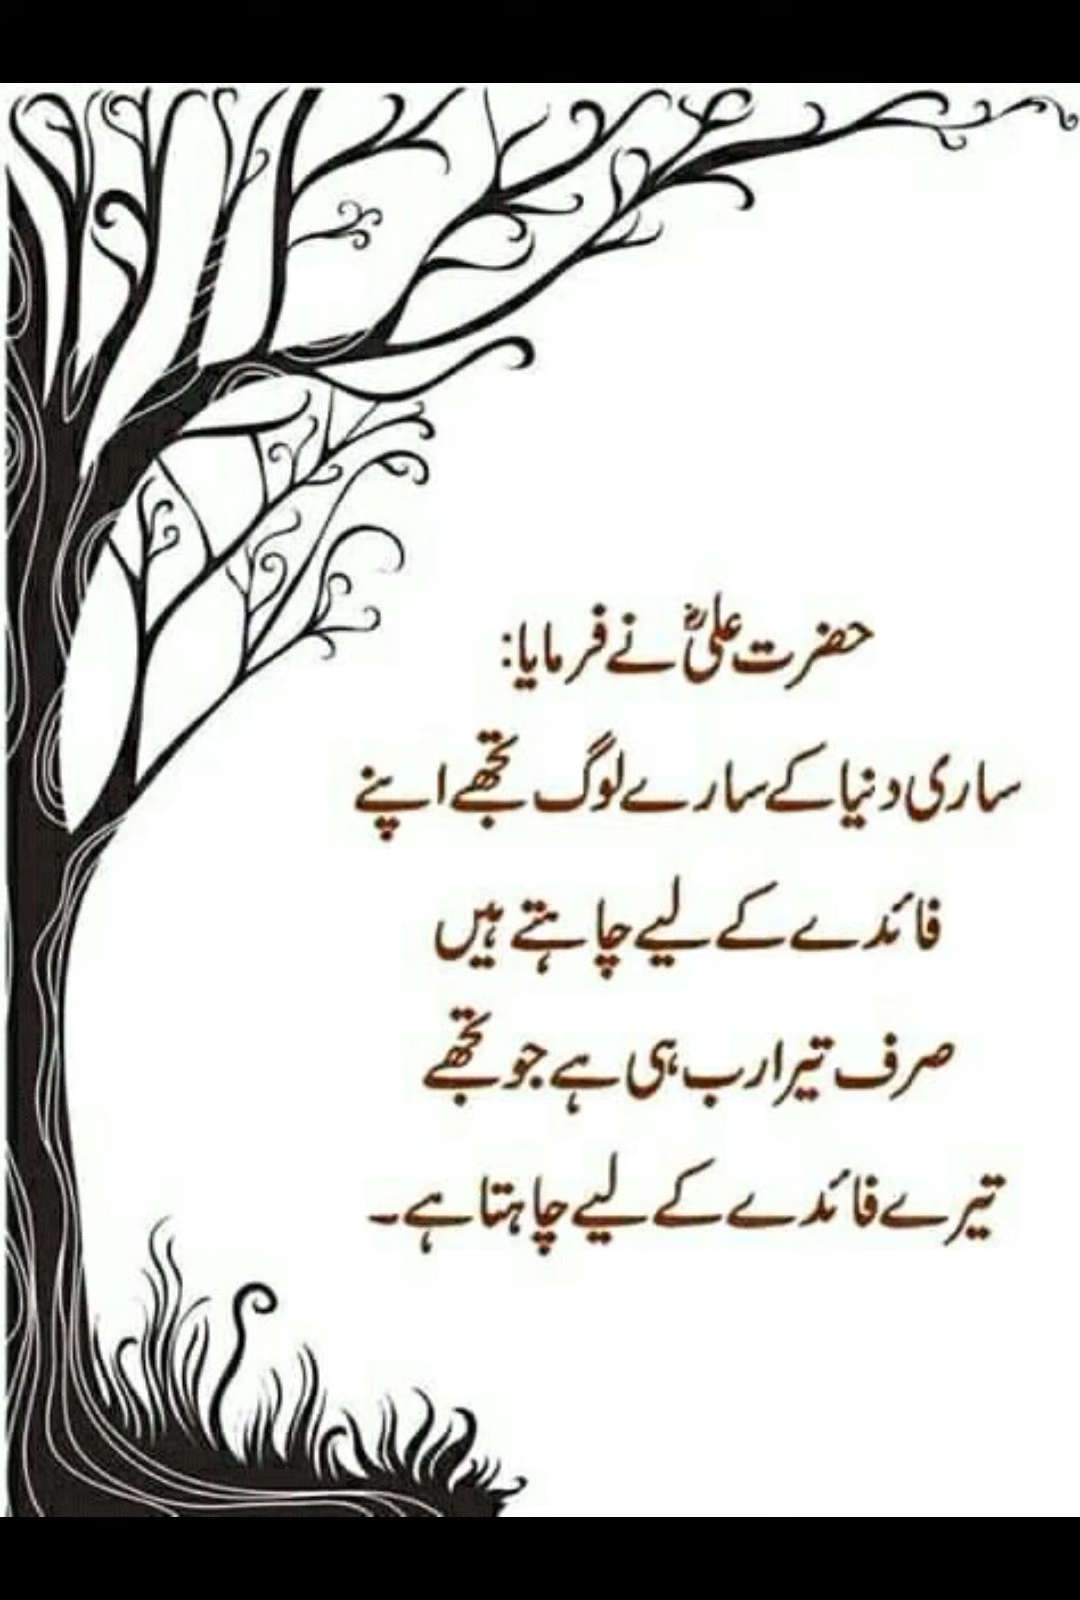 حضرت علیؓ نے فرمایا:
ساری دنیا کے سارے لوگ تجھے اپنے
فائدے کے لیے چاہتے ہیں
صرف تیرا رب ہی ہے جو تجھے
تیرے فائدے کے لیے چاہتا ہے۔